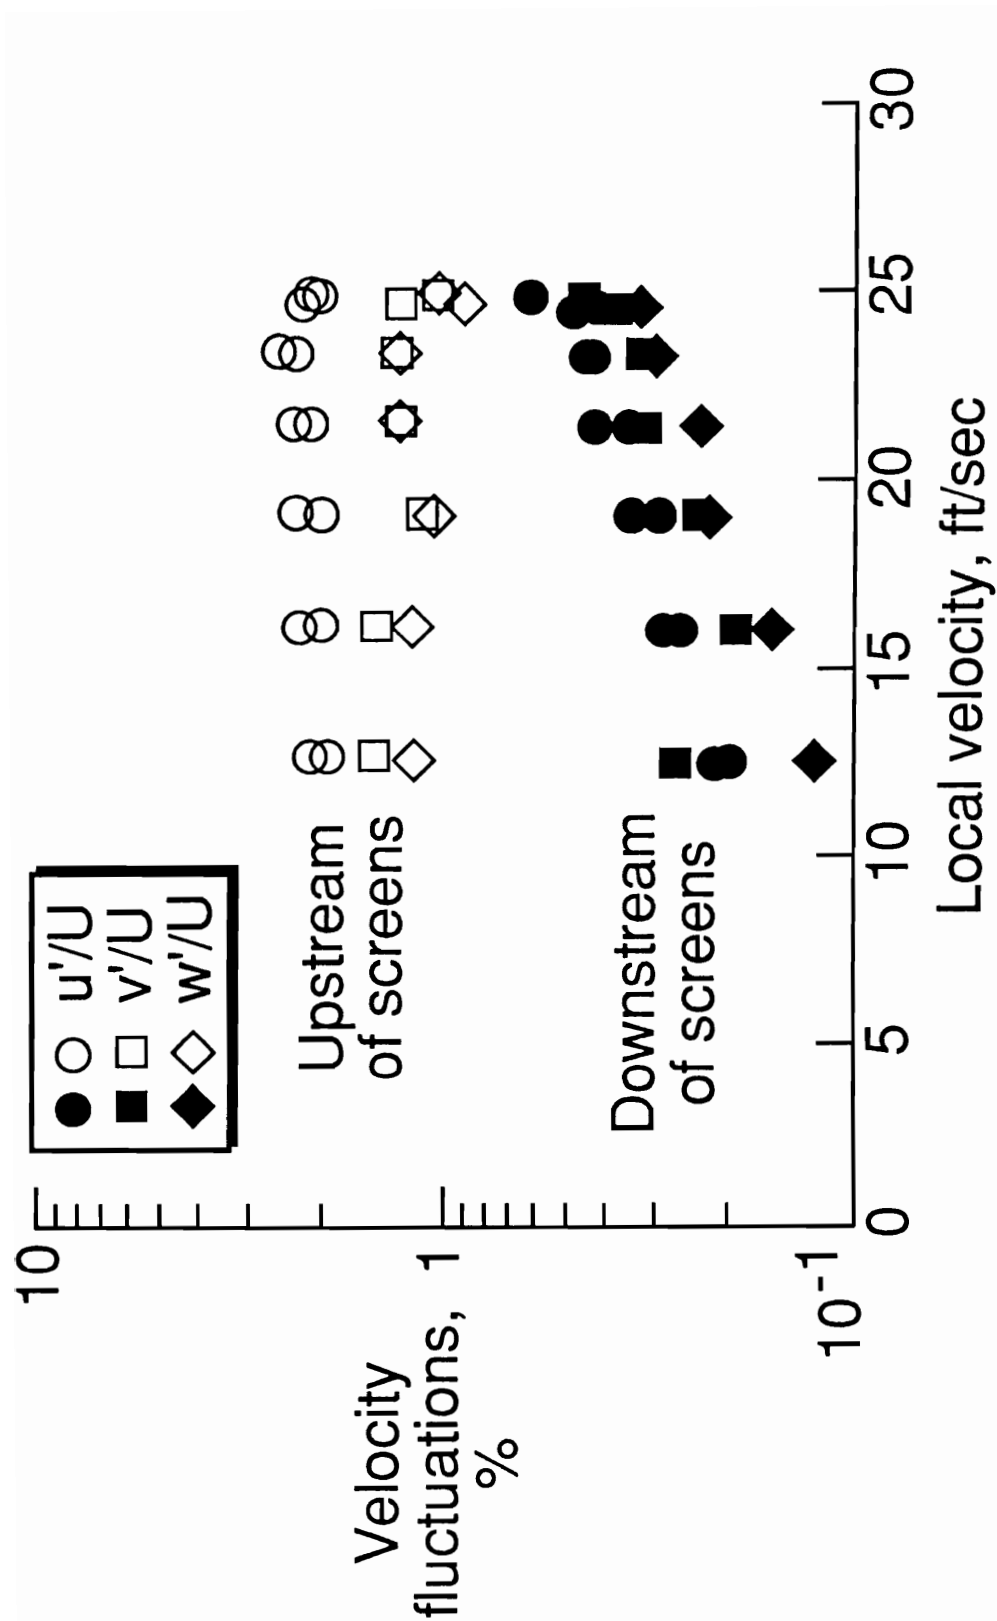 10
1
10⁻¹
Velocity
fluctuations,
%
u'/U
v'/U
w'/U
Upstream
of screens
Downstream
of screens
0
5
10
15
20
25
30
Local velocity, ft/sec